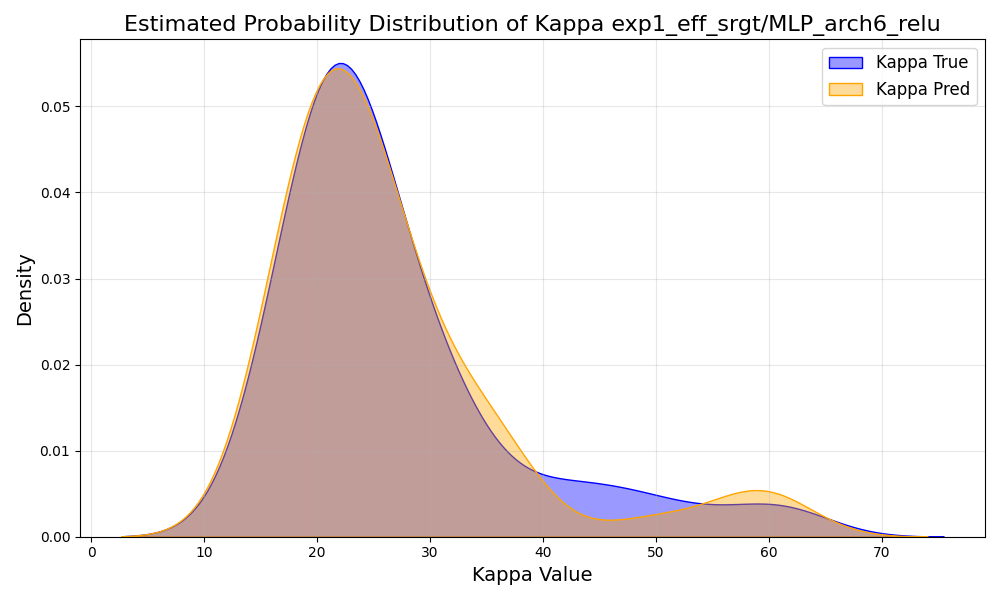 Estimated Probability Distribution of Kappa exp1_eff_srgt/MLP_arch6_relu
Kappa True
Kappa Pred
Density
0.05
0.04
0.03
0.02
0.01
0.00
0 10 20 30 40 50 60 70
Kappa Value